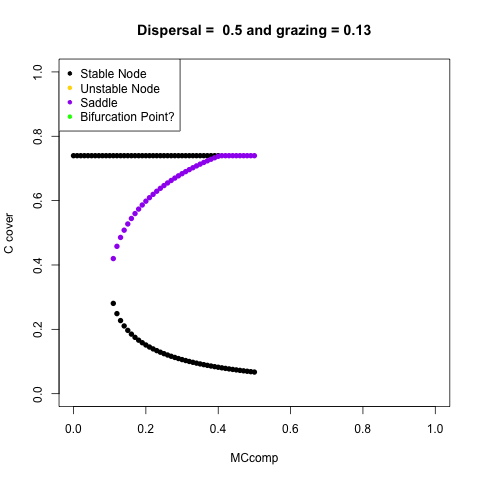 Dispersal =  0.5 and grazing = 0.13
Stable Node
Unstable Node
Saddle
Bifurcation Point?
C cover
1.0
0.8
0.6
0.4
0.2
0.0
0.0 0.2 0.4 0.6 0.8 1.0
MCcomp